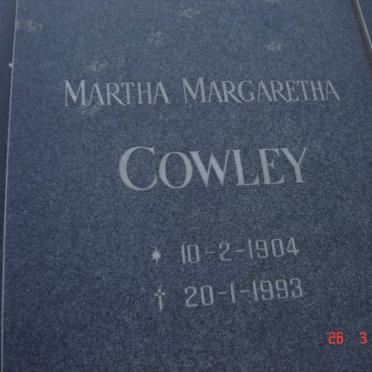 MARTHA MARGARETHA
COWLEY
* 10-2-1904
† 20-1-1993
26 3